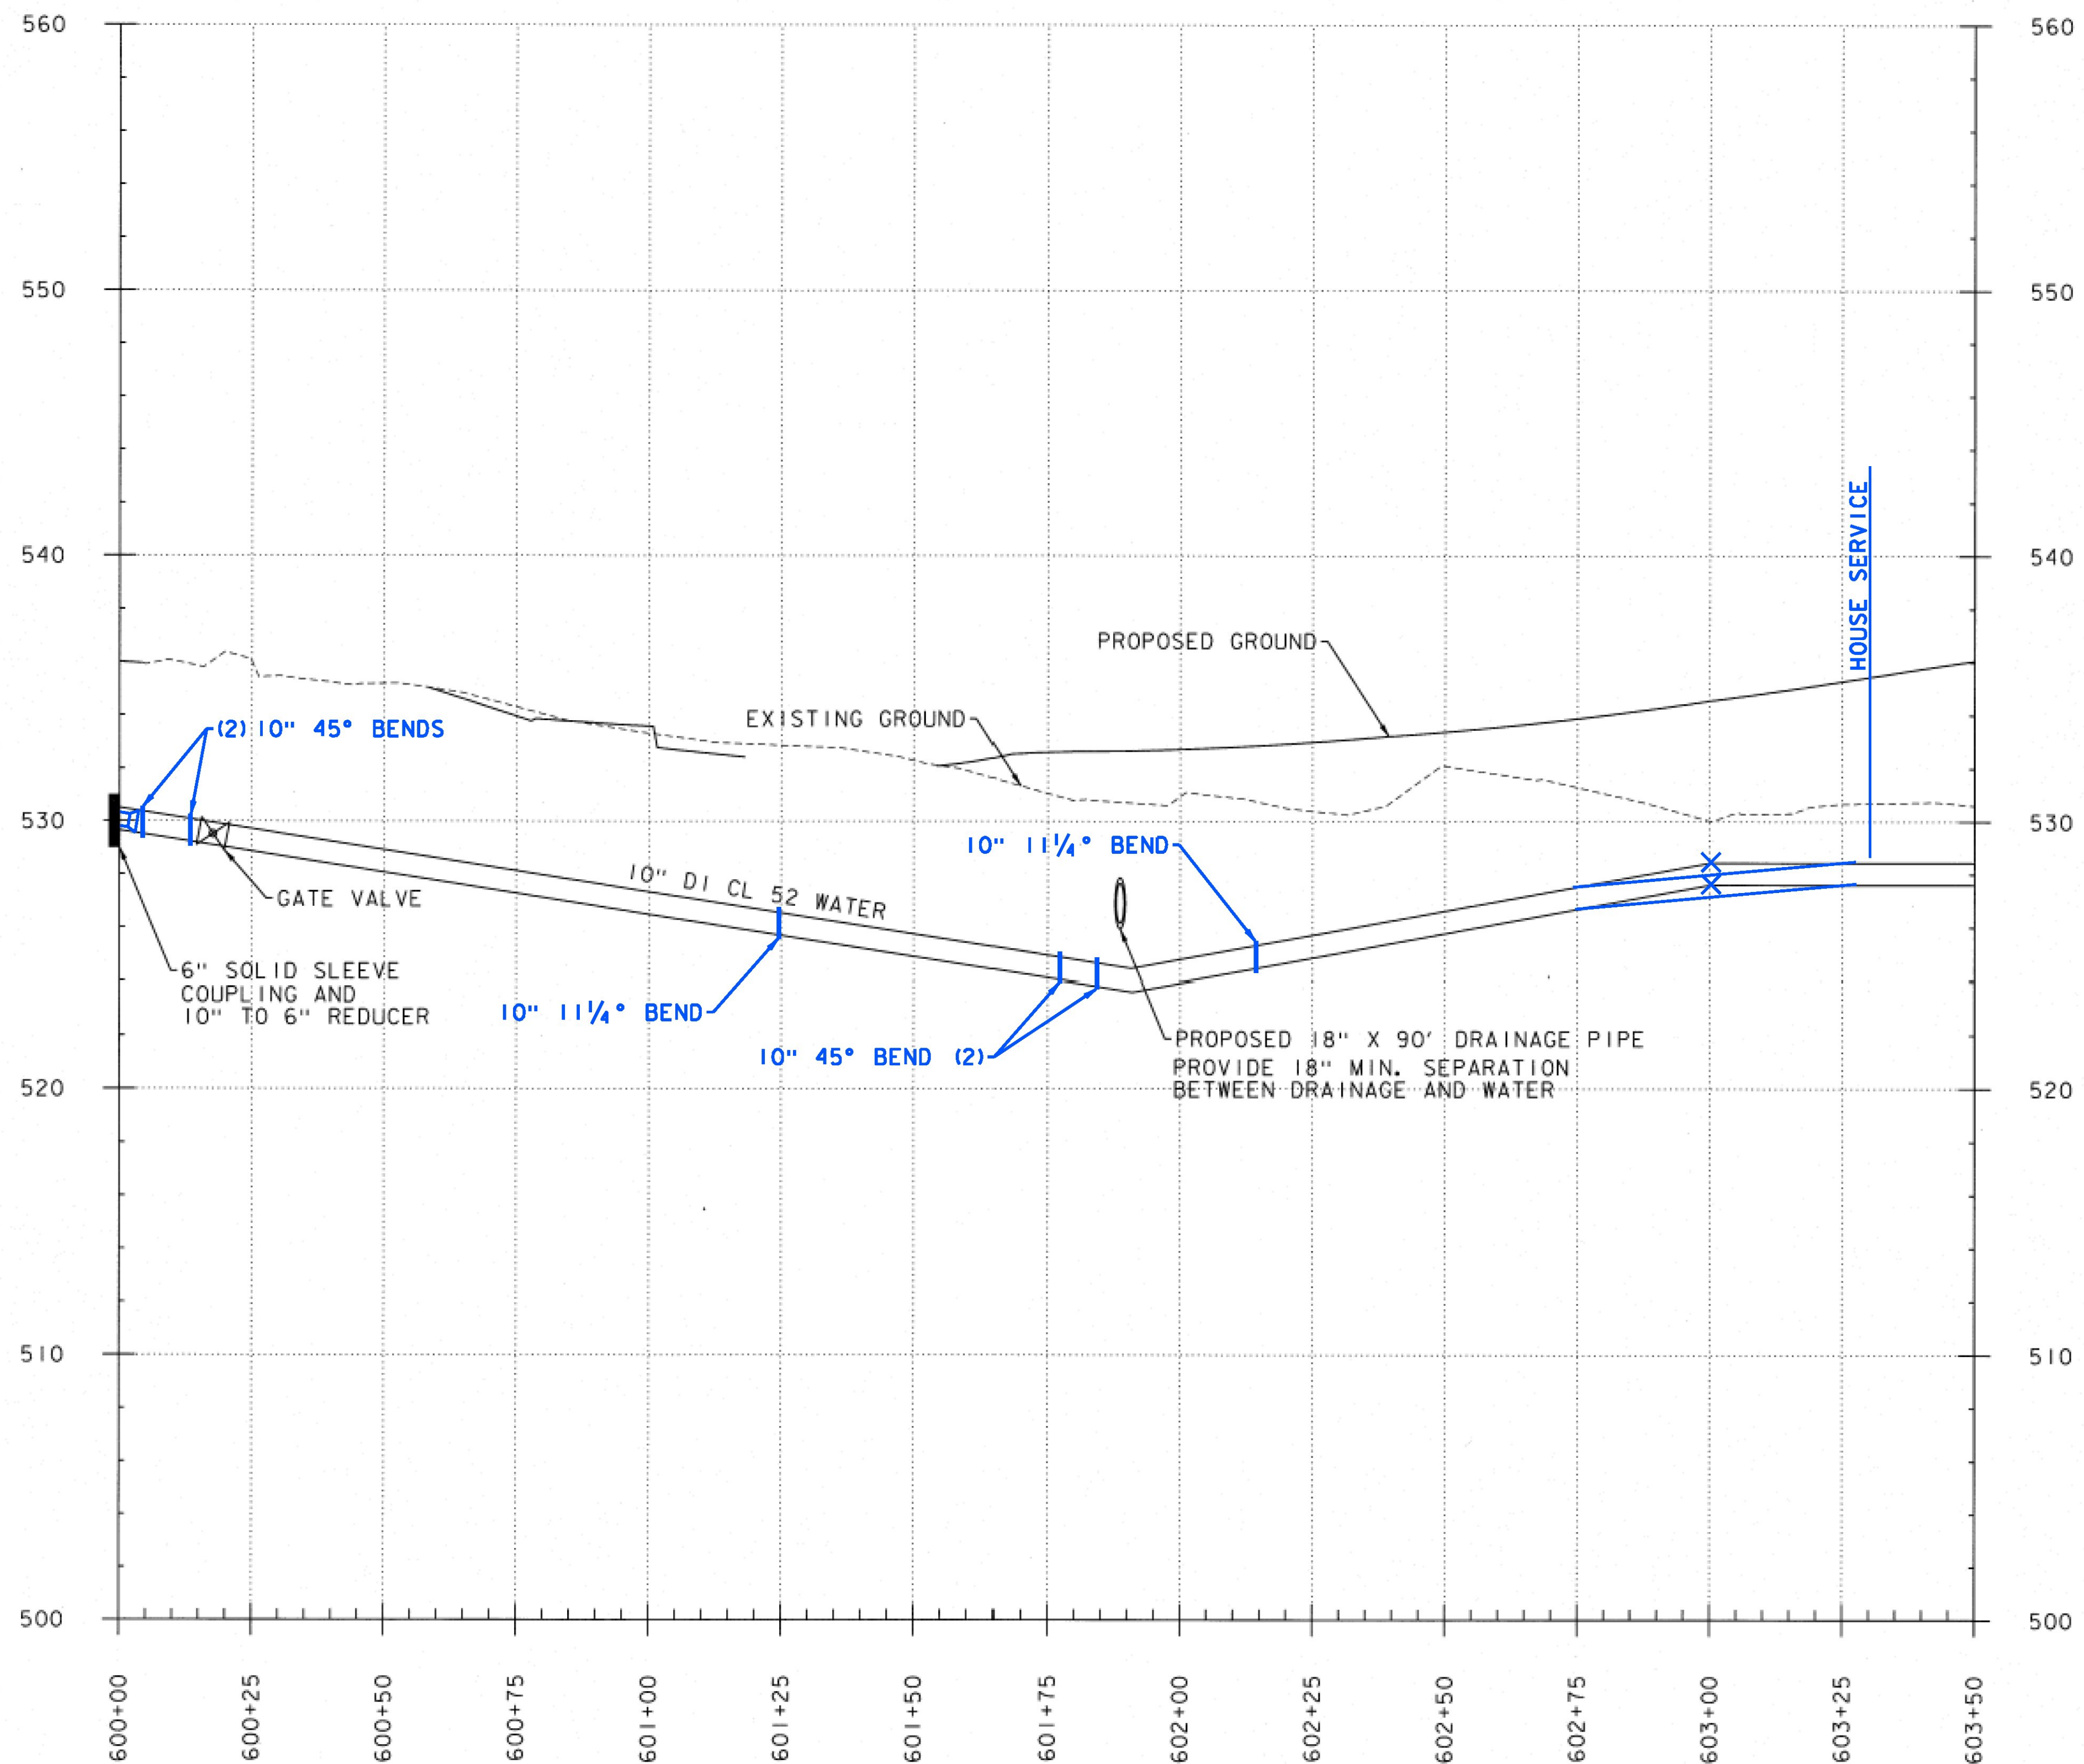 560
560
550
550
540
540
HOUSE SERVICE
PROPOSED GROUND
EXISTING GROUND
(2) 10" 45° BENDS
530
530
10" 11¼° BEND
10" DI CL 52 WATER
GATE VALVE
6" SOLID SLEEVE
COUPLING AND
10" TO 6" REDUCER
10" 11¼° BEND
10" 45° BEND (2)
PROPOSED 18" X 90' DRAINAGE PIPE
PROVIDE 18" MIN. SEPARATION
BETWEEN DRAINAGE AND WATER
520
520
510
510
500
500
600+00
600+25
600+50
600+75
601+00
601+25
601+50
601+75
602+00
602+25
602+50
602+75
603+00
603+25
603+50